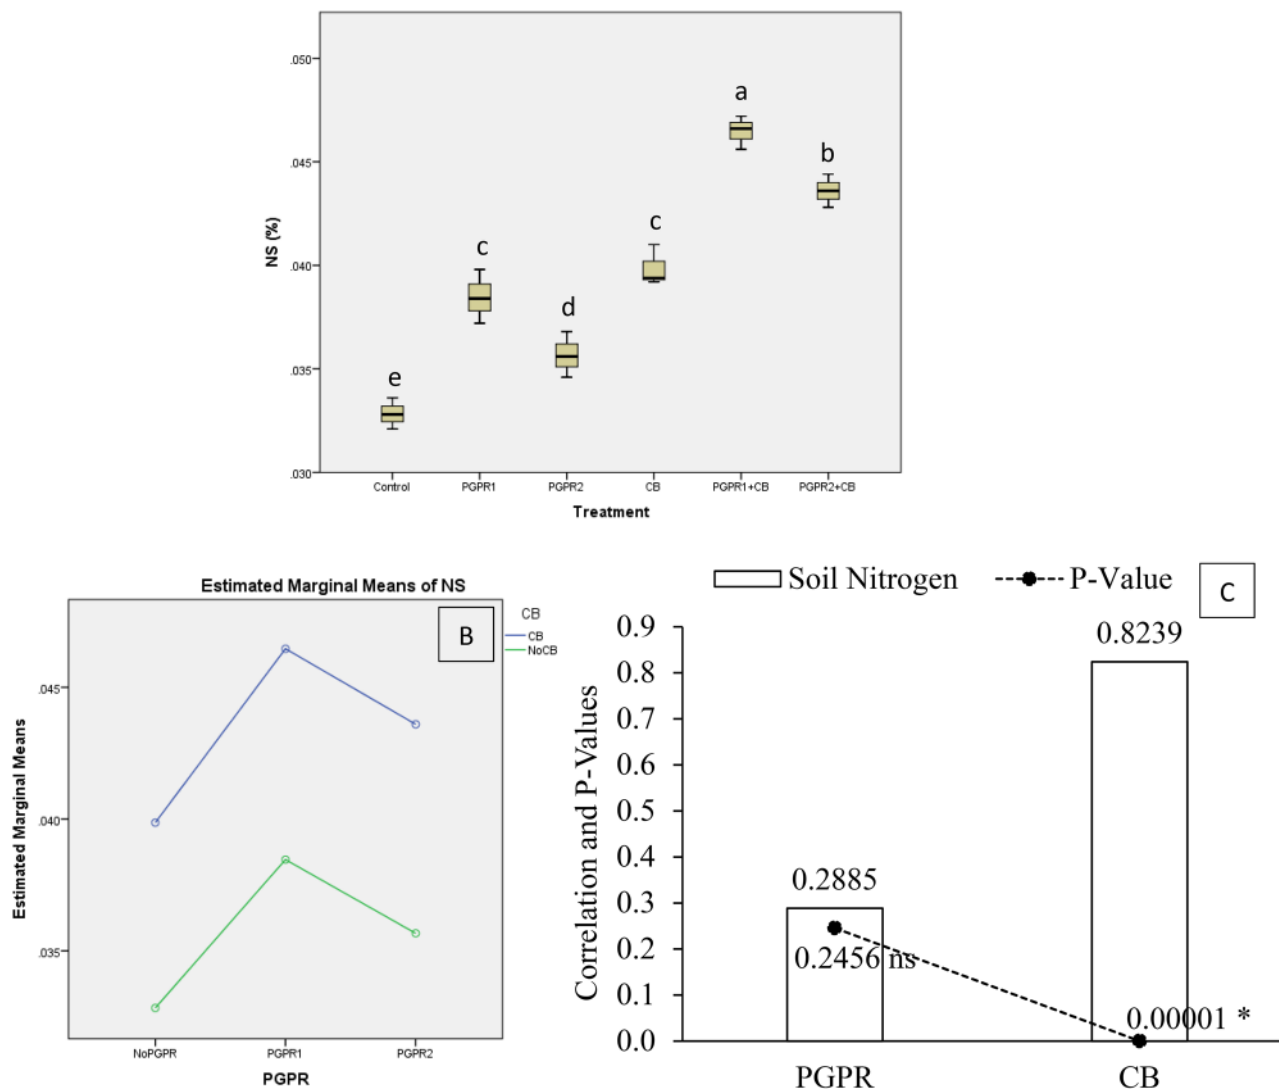 .050
a
b
.045
NS (%)
c
c
.040
d
e
.035
.030
Control PGPR1 PGPR2 CB PGPR1+CB PGPR2+CB
Treatment
Estimated Marginal Means of NS
B
CB
CB
NoCB
.045
Estimated Marginal Means
.040
.035
NoPGPR PGPR1 PGPR2
PGPR
Soil Nitrogen P-Value
C
0.9
0.8239
0.8
0.7
0.6
Correlation and P-Values
0.5
0.4
0.2885
0.3
0.2
0.2456 ns
0.1
0.00001 *
0.0
PGPR CB